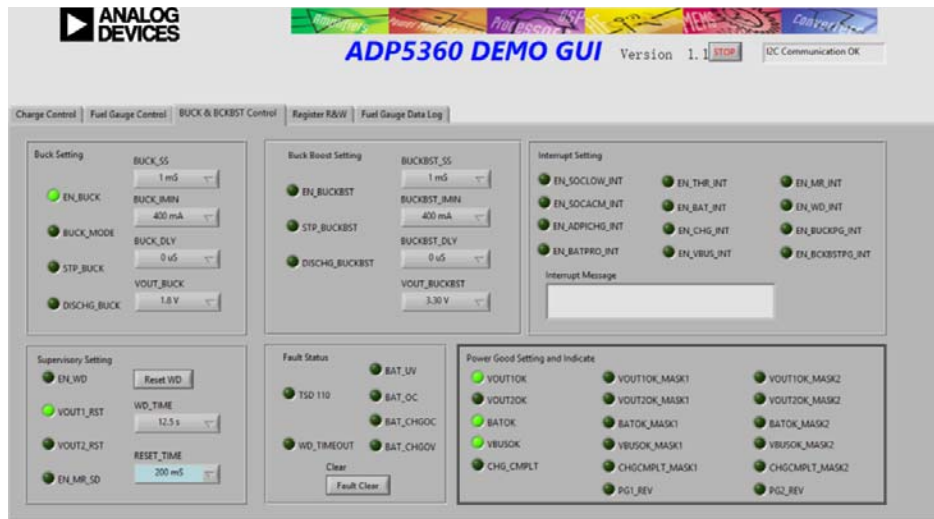 ANALOG
DEVICES
Amplifier
Power
Processor
DSP
MEMS
Converter
ADP5360 DEMO GUI
Version 1.1
STOP
I2C Communication OK
Charge Control
Fuel Gauge Control
BUCK & BCKBST Control
Register R&W
Fuel Gauge Data Log
Buck Setting
EN_BUCK
BUCK_MODE
STP_BUCK
DISCHG_BUCK
BUCK_SS
1 mS
BUCK_IMIN
400 mA
BUCK_DLY
0 uS
VOUT_BUCK
1.8 V
Buck Boost Setting
EN_BUCKBST
STP_BUCKBST
DISCHG_BUCKBST
BUCKBST_SS
1 mS
BUCKBST_IMIN
400 mA
BUCKBST_DLY
0 uS
VOUT_BUCKBST
3.30 V
Interrupt Setting
EN_SOCLOW_INT
EN_THR_INT
EN_MR_INT
EN_SOCACM_INT
EN_BAT_INT
EN_WD_INT
EN_ADPICHG_INT
EN_CHG_INT
EN_BUCKPG_INT
EN_BATPRO_INT
EN_VBUS_INT
EN_BCKBSTPG_INT
Interrupt Message
Supervisory Setting
EN_WD
Reset WD
VOUT1_RST
WD_TIME
12.5 s
VOUT2_RST
RESET_TIME
200 mS
EN_MR_SD
Fault Status
BAT_UV
TSD 110
BAT_OC
BAT_CHGOC
WD_TIMEOUT
BAT_CHGOV
Clear
Fault Clear
Power Good Setting and Indicate
VOUT1OK
VOUT1OK_MASK1
VOUT1OK_MASK2
VOUT2OK
VOUT2OK_MASK1
VOUT2OK_MASK2
BATOK
BATOK_MASK1
BATOK_MASK2
VBUSOK
VBUSOK_MASK1
VBUSOK_MASK2
CHG_CMPLT
CHGCMPLT_MASK1
CHGCMPLT_MASK2
PG1_REV
PG2_REV